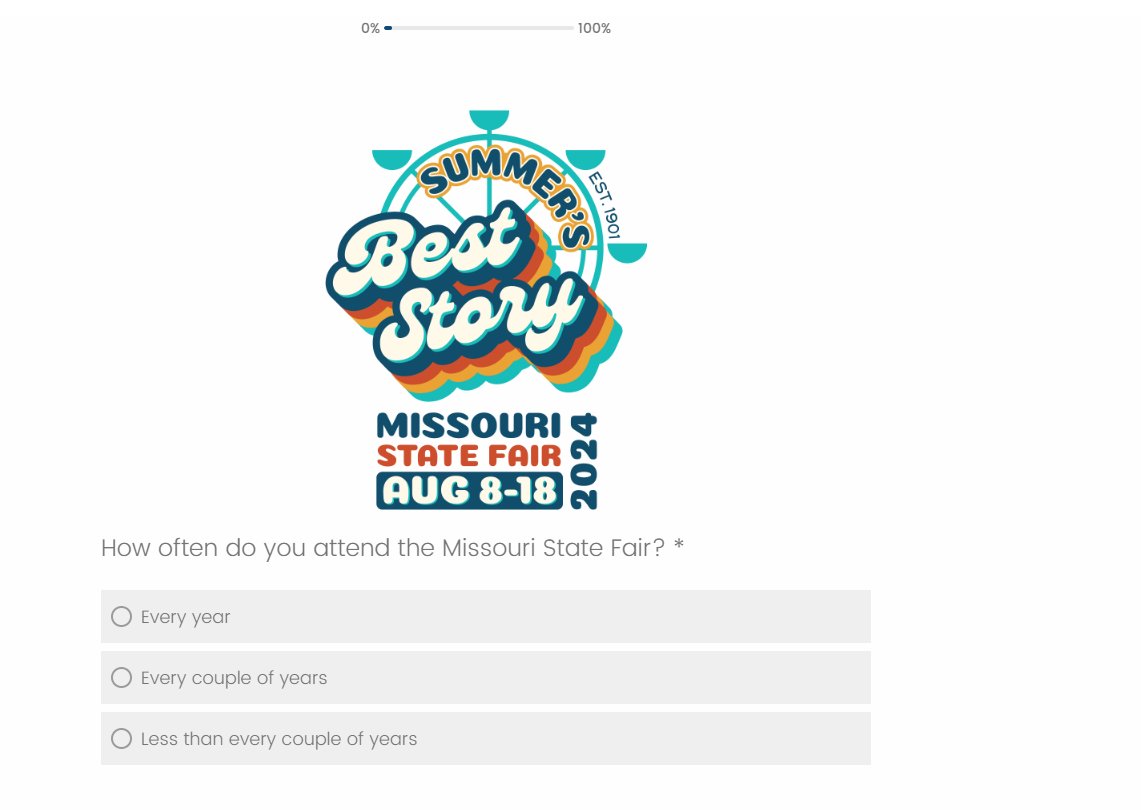 0% 100%
SUMMER'S
EST. 1901
Best
Story
MISSOURI
STATE FAIR
AUG 8-18
2024
How often do you attend the Missouri State Fair? *
Every year
Every couple of years
Less than every couple of years